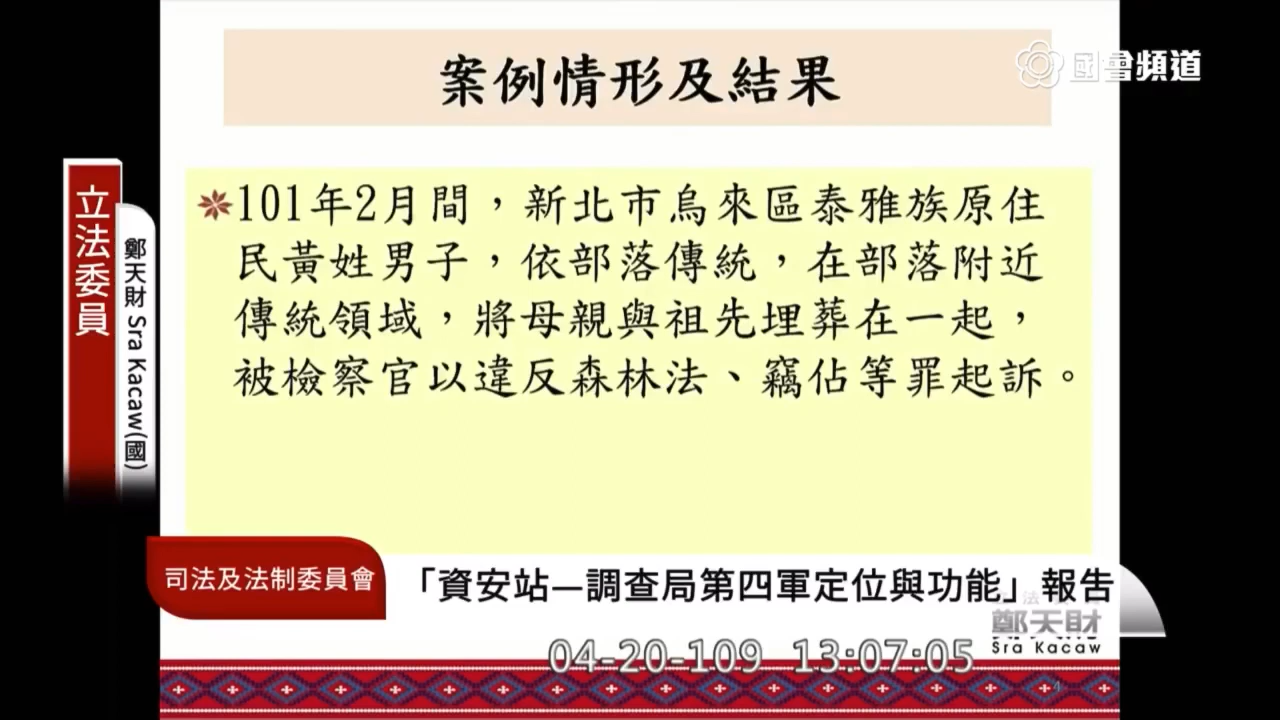 案例情形及結果
國會頻道
101年2月間，新北市烏來區泰雅族原住
民黃姓男子，依部落傳統，在部落附近
傳統領域，將母親與祖先埋葬在一起，
被檢察官以違反森林法、竊佔等罪起訴。
立法委員
鄭天財 Sra Kacaw(國)
司法及法制委員會
「資安站—調查局第四軍定位與功能」報告
鄭天財
Sra Kacaw
04-20-109 13:07:05
4